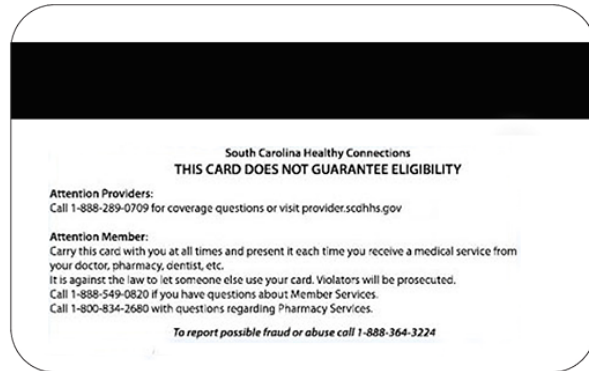 South Carolina Healthy Connections
THIS CARD DOES NOT GUARANTEE ELIGIBILITY
Attention Providers:
Call 1-888-289-0709 for coverage questions or visit provider.scdhhs.gov
Attention Member:
Carry this card with you at all times and present it each time you receive a medical service from
your doctor, pharmacy, dentist, etc.
It is against the law to let someone else use your card. Violators will be prosecuted.
Call 1-888-549-0820 if you have questions about Member Services.
Call 1-800-834-2680 with questions regarding Pharmacy Services.
To report possible fraud or abuse call 1-888-364-3224